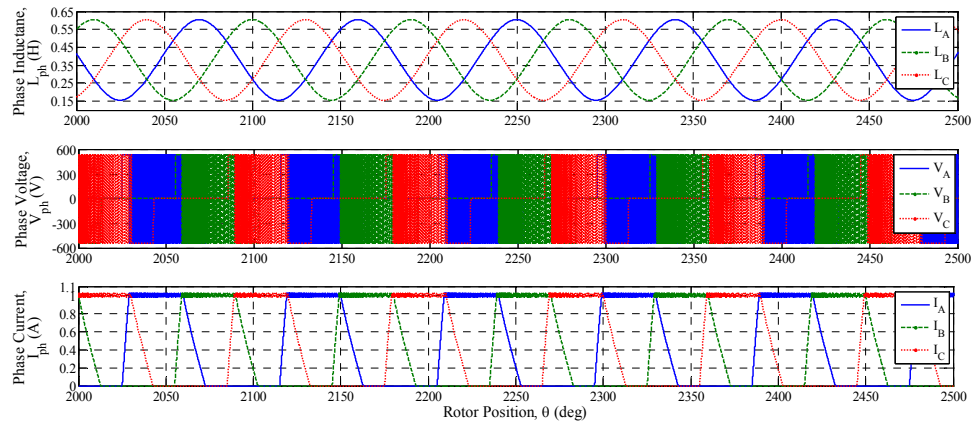 Phase Inductance,
L_ph (H)
0.65
0.55
0.45
0.35
0.25
0.15
2000 2050 2100 2150 2200 2250 2300 2350 2400 2450 2500
L_A
L_B
L_C
Phase Voltage,
V_ph (V)
600
300
0
-300
-600
2000 2050 2100 2150 2200 2250 2300 2350 2400 2450 2500
V_A
V_B
V_C
Phase Current,
I_ph (A)
1.1
1
0.8
0.6
0.4
0.2
0
2000 2050 2100 2150 2200 2250 2300 2350 2400 2450 2500
I_A
I_B
I_C
Rotor Position, θ (deg)